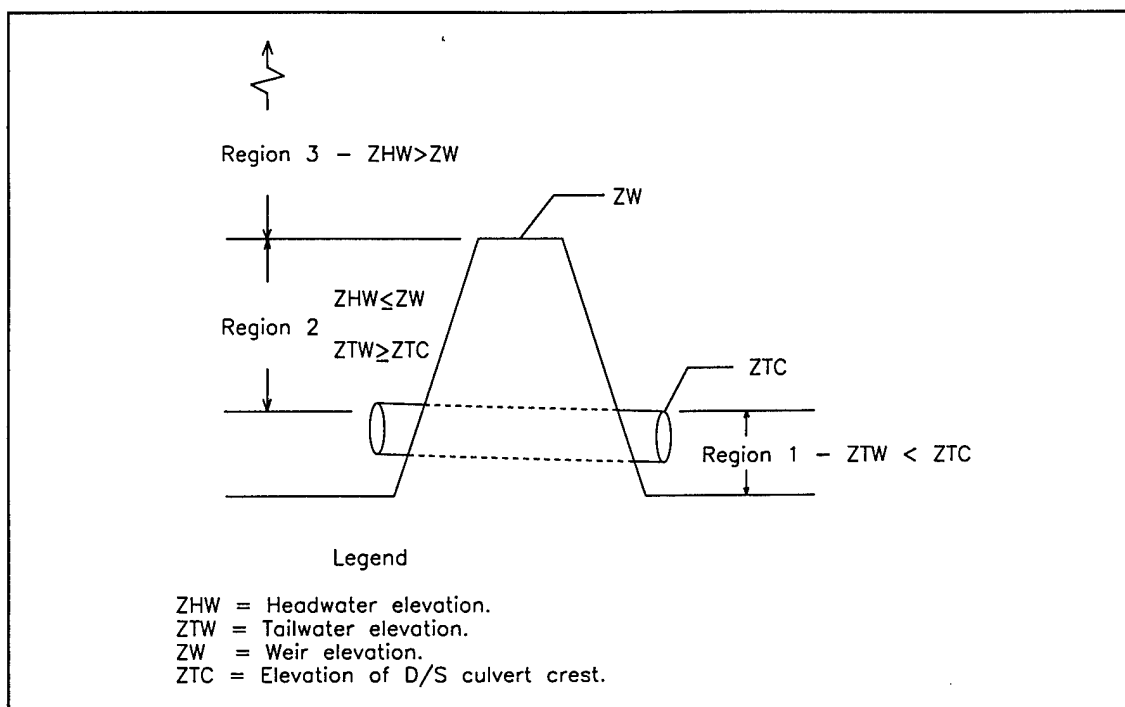 Region 3 – ZHW>ZW
ZW
ZHW≤ZW
Region 2
ZTW≥ZTC
ZTC
Region 1 – ZTW < ZTC
Legend
ZHW = Headwater elevation.
ZTW = Tailwater elevation.
ZW = Weir elevation.
ZTC = Elevation of D/S culvert crest.